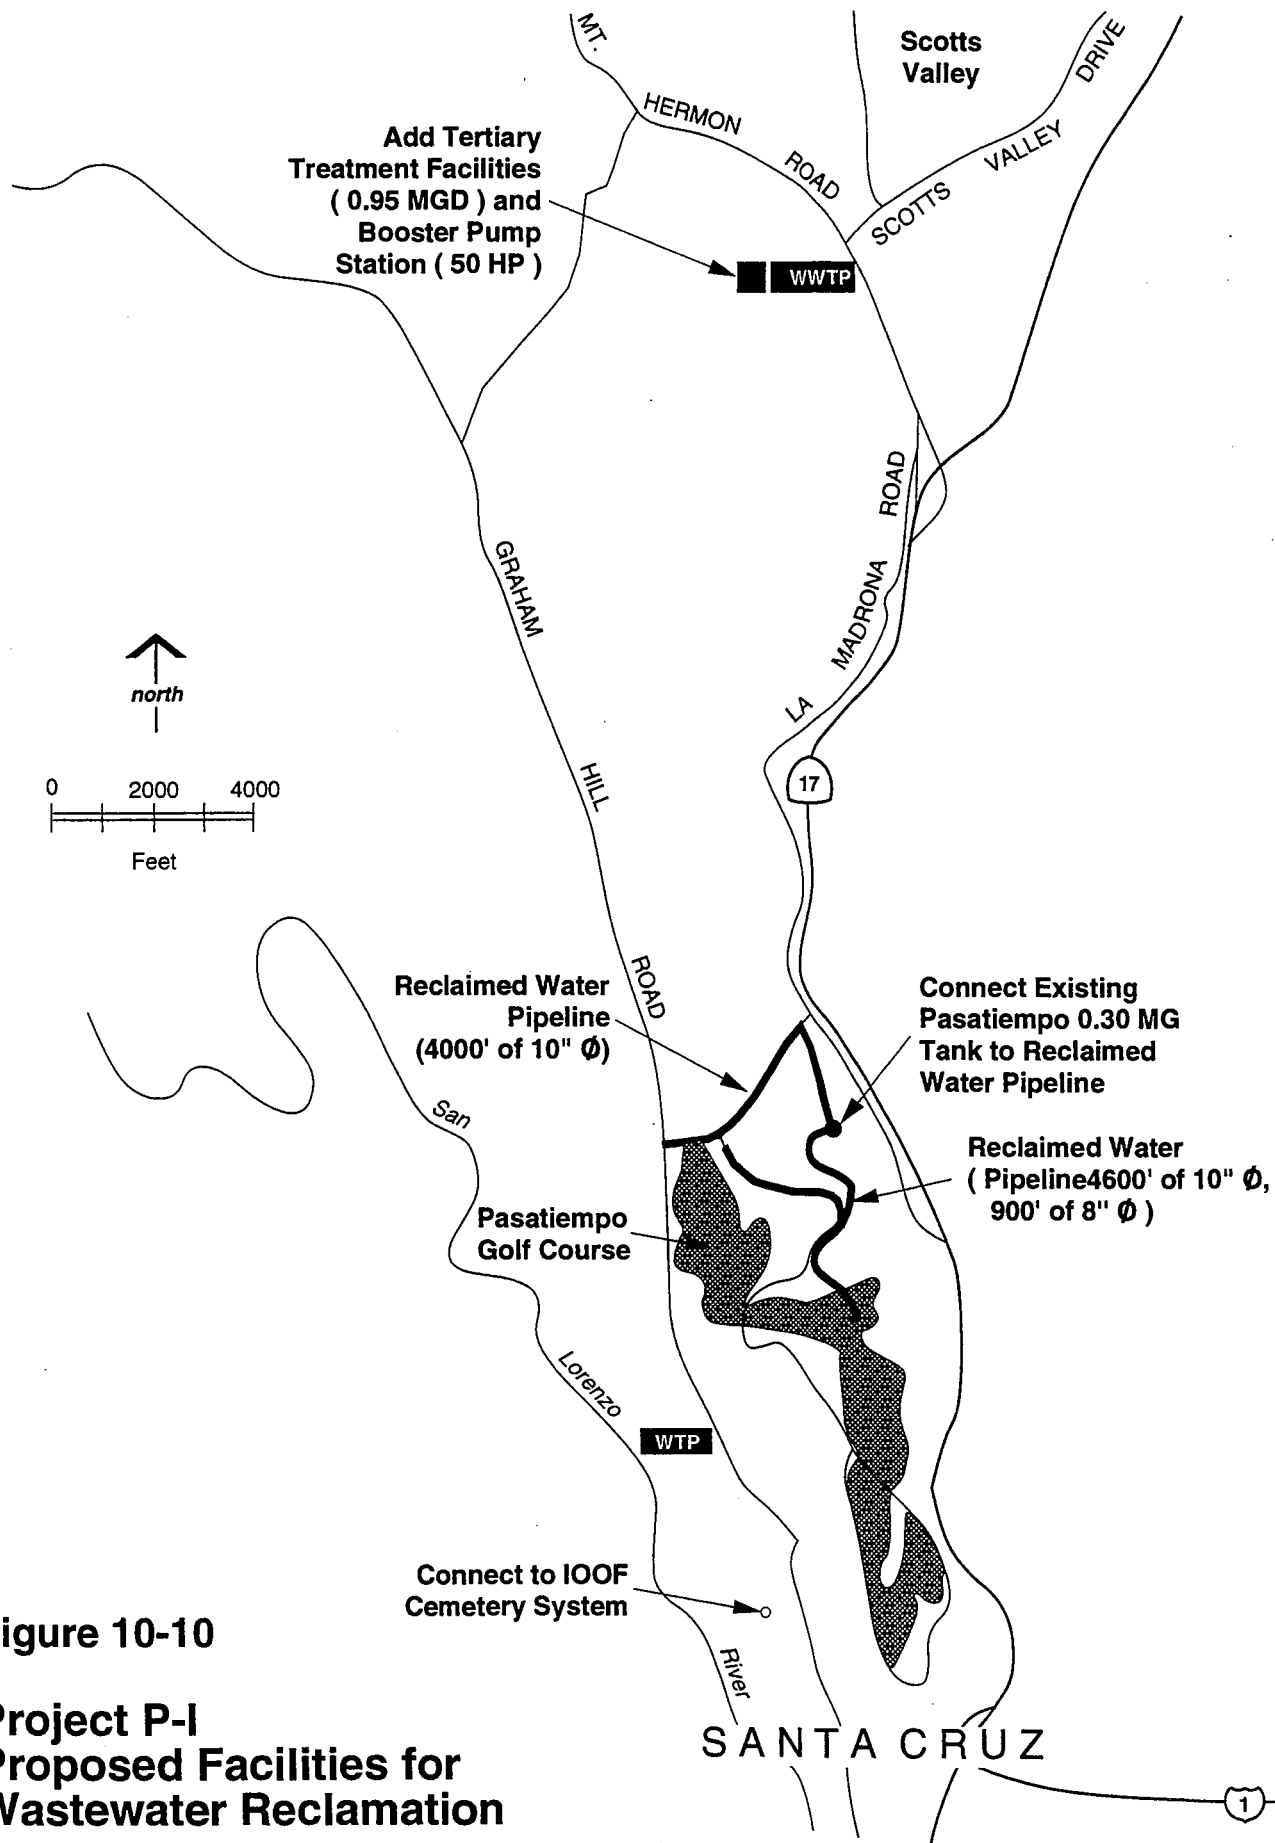 MT.
HERMON
ROAD
Scotts
Valley
SCOTTS
VALLEY
DRIVE
Add Tertiary
Treatment Facilities
( 0.95 MGD ) and
Booster Pump
Station ( 50 HP )
WWTP
GRAHAM
HILL
ROAD
LA
MADRONA
ROAD
north
0 2000 4000
Feet
17
Reclaimed Water
Pipeline
(4000' of 10" Ø)
Connect Existing
Pasatiempo 0.30 MG
Tank to Reclaimed
Water Pipeline
Reclaimed Water
( Pipeline4600' of 10" Ø,
900' of 8" Ø )
San
Lorenzo
River
Pasatiempo
Golf Course
WTP
Connect to IOOF
Cemetery System
SANTA CRUZ
1
igure 10-10
roject P-I
roposed Facilities for
Wastewater Reclamation